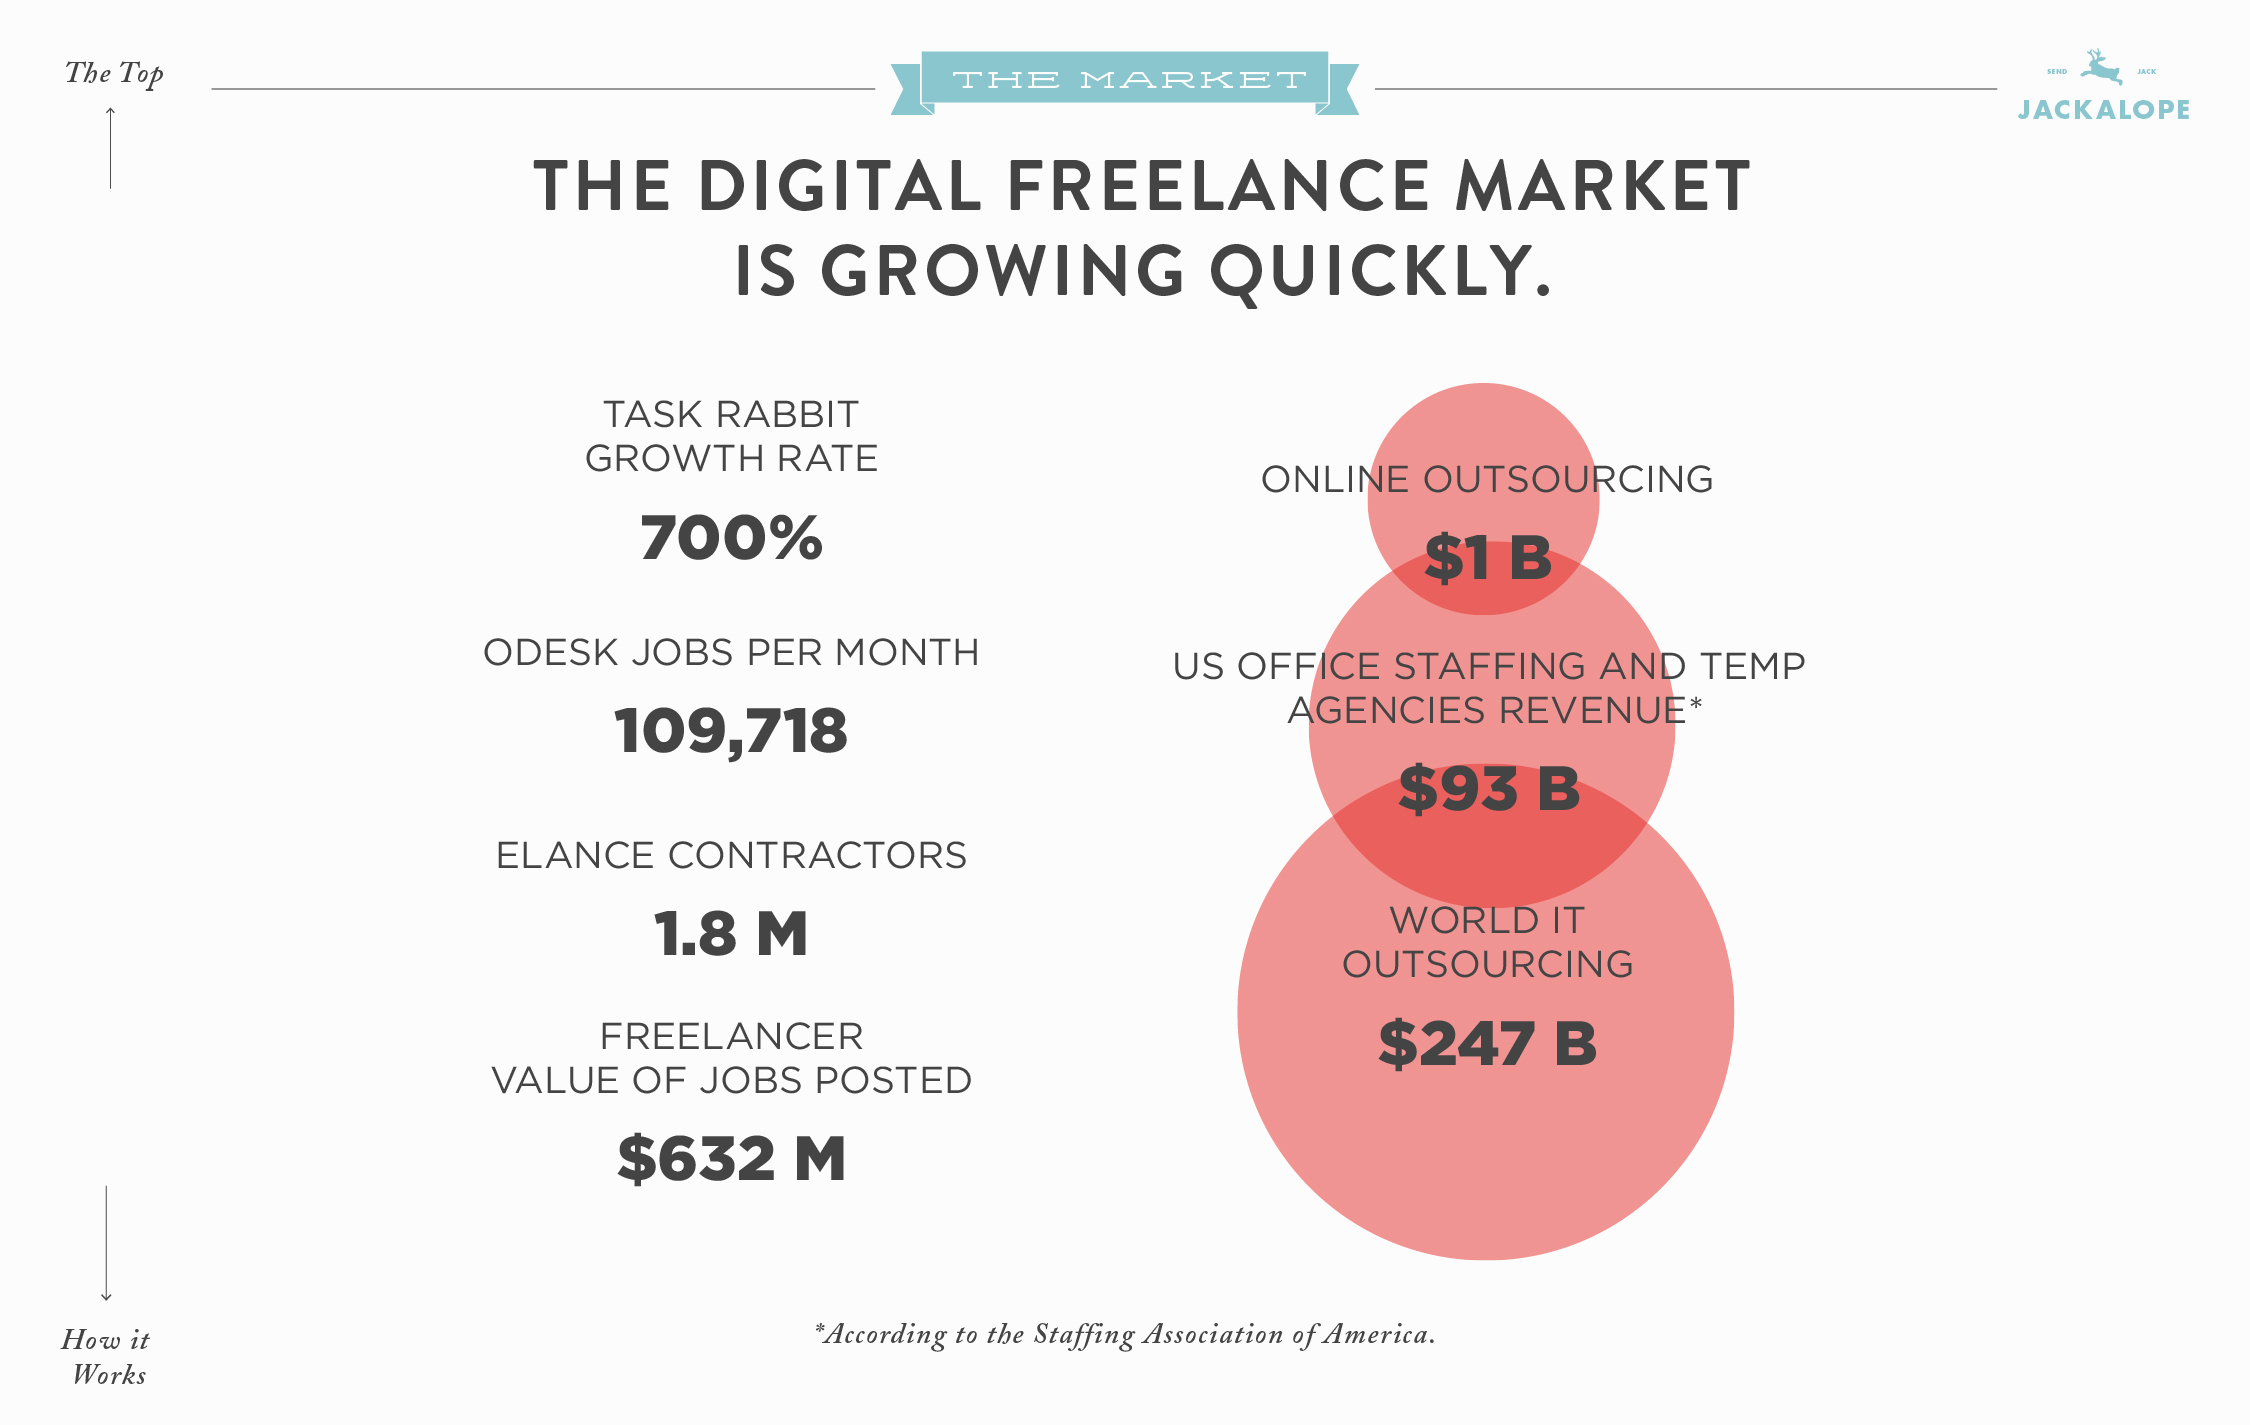 The Top
THE MARKET
SEND JACK
JACKALOPE
THE DIGITAL FREELANCE MARKET
IS GROWING QUICKLY.
TASK RABBIT
GROWTH RATE
700%
ODESK JOBS PER MONTH
109,718
ELANCE CONTRACTORS
1.8 M
FREELANCER
VALUE OF JOBS POSTED
$632 M
ONLINE OUTSOURCING
$1 B
US OFFICE STAFFING AND TEMP
AGENCIES REVENUE*
$93 B
WORLD IT
OUTSOURCING
$247 B
*According to the Staffing Association of America.
How it
Works